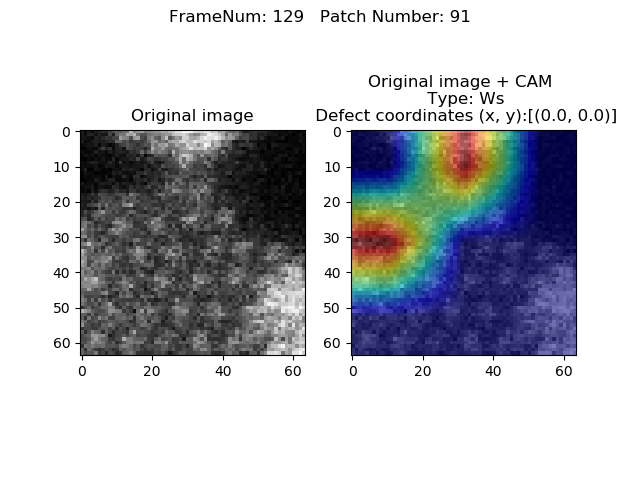 FrameNum: 129   Patch Number: 91
Original image
Original image + CAM
Type: Ws
Defect coordinates (x, y):[(0.0, 0.0)]
0
10
20
30
40
50
60
0 20 40 60
0
10
20
30
40
50
60
0 20 40 60